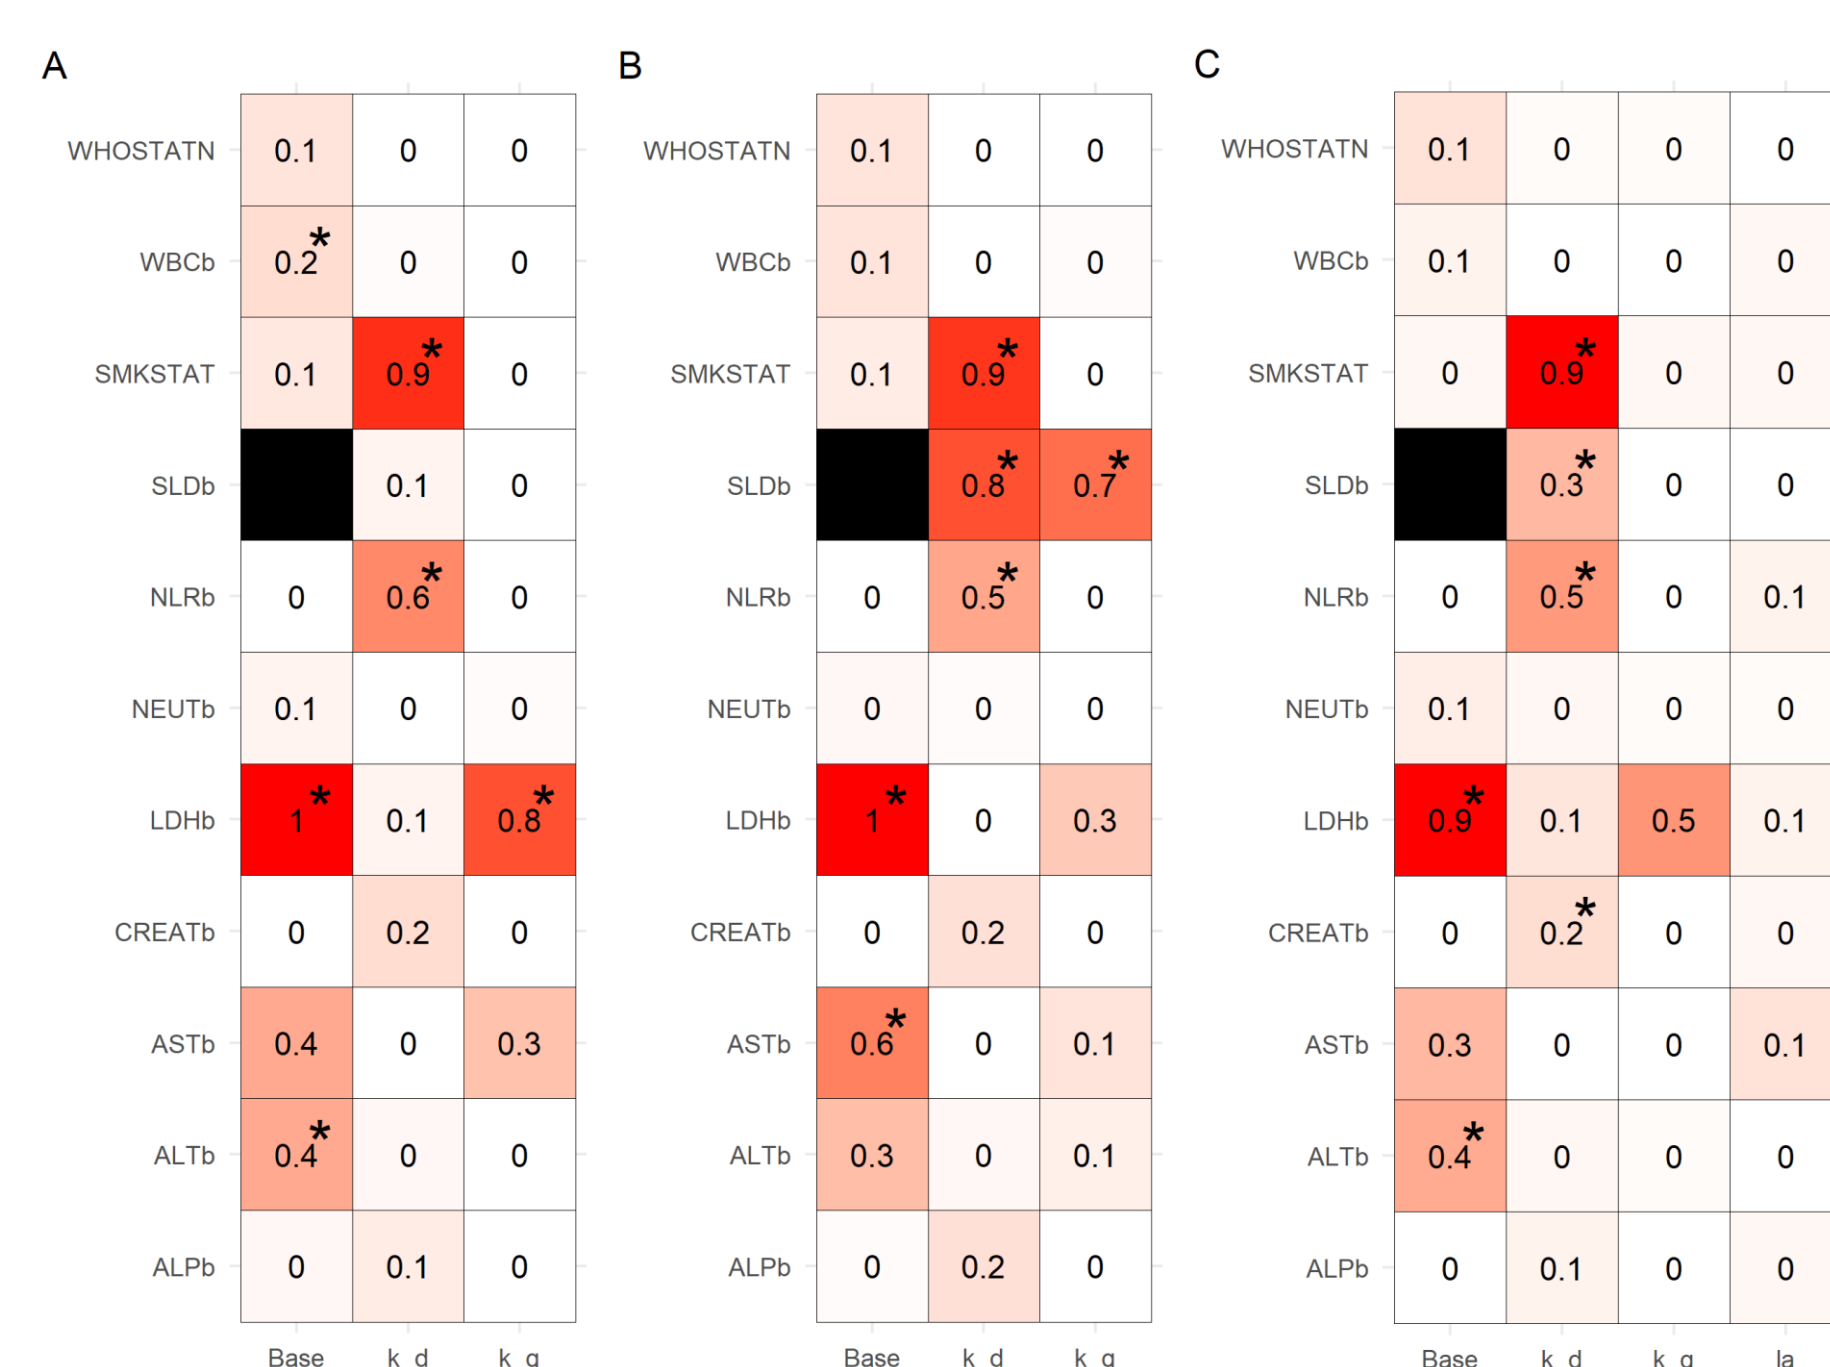 A B C
WHOSTATN 0.1 0 0 WHOSTATN 0.1 0 0 WHOSTATN 0.1 0 0 0
WBCb 0.2* 0 0 WBCb 0.1 0 0 WBCb 0.1 0 0 0
SMKSTAT 0.1 0.9* 0 SMKSTAT 0.1 0.9* 0 SMKSTAT 0 0.9* 0 0
SLDb 0.1 0 SLDb 0.8* 0.7* SLDb 0.3* 0 0
NLRb 0 0.6* 0 NLRb 0 0.5* 0 NLRb 0 0.5* 0 0.1
NEUTb 0.1 0 0 NEUTb 0 0 0 NEUTb 0.1 0 0 0
LDHb 1* 0.1 0.8* LDHb 1* 0 0.3 LDHb 0.9* 0.1 0.5 0.1
CREATb 0 0.2 0 CREATb 0 0.2 0 CREATb 0 0.2* 0 0
ASTb 0.4 0 0.3 ASTb 0.6* 0 0.1 ASTb 0.3 0 0 0.1
ALTb 0.4* 0 0 ALTb 0.3 0 0.1 ALTb 0.4* 0 0 0
ALPb 0 0.1 0 ALPb 0 0.2 0 ALPb 0 0.1 0 0
Base k_d k_g Base k_d k_g Base k_d k_g la